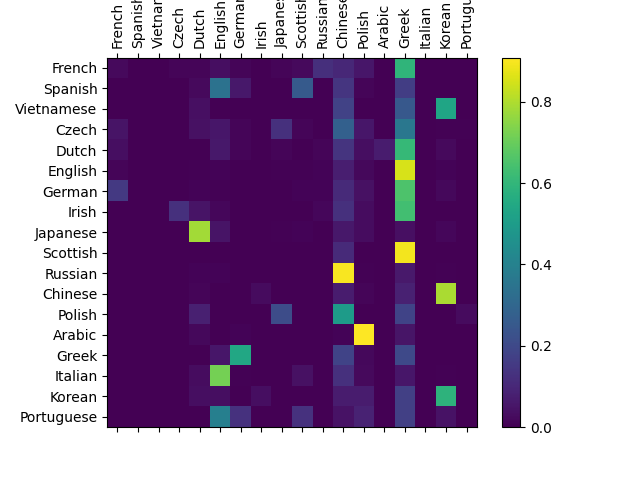 French
Spanish
Vietnar
Czech
Dutch
English
German
Irish
Japanes
Scottis
Russian
Chinese
Polish
Arabic
Greek
Italian
Korean
Portugu
French
Spanish
Vietnamese
Czech
Dutch
English
German
Irish
Japanese
Scottish
Russian
Chinese
Polish
Arabic
Greek
Italian
Korean
Portuguese
0.8
0.6
0.4
0.2
0.0